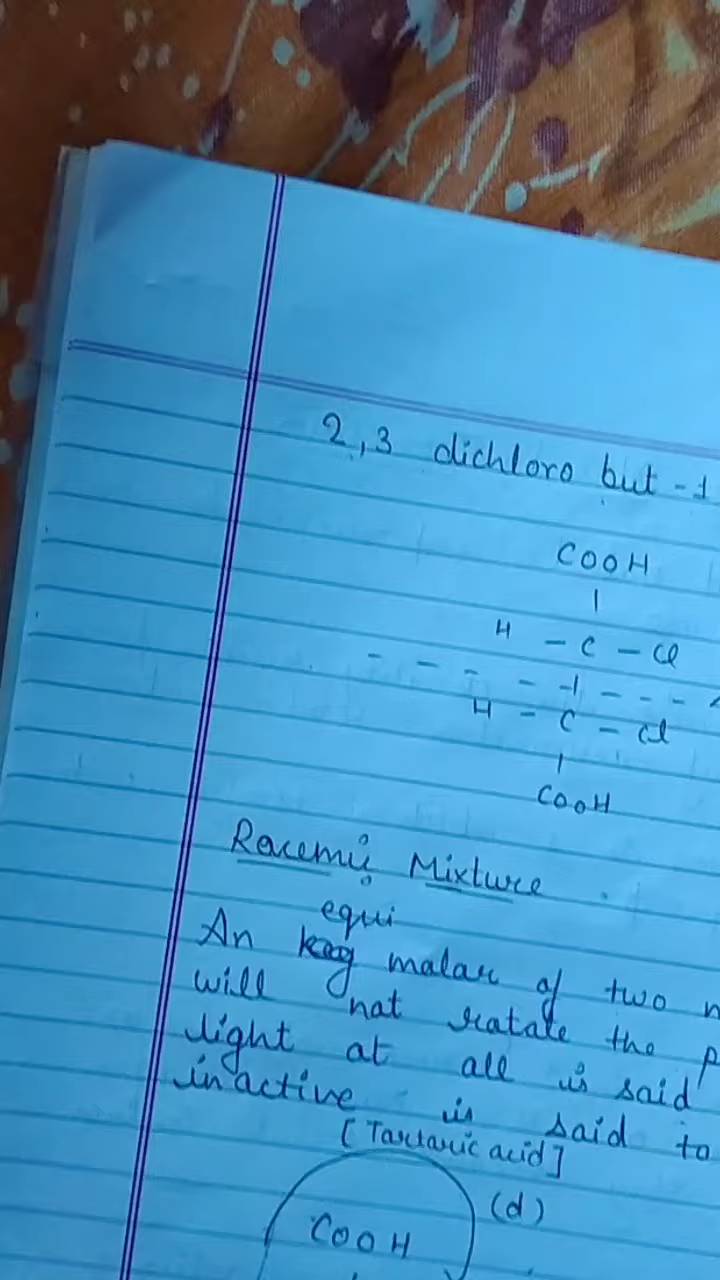 2,3 dichloro but - 1
COOH
|
H - C - Cl
- - - - -|- - - -
H - C - Cl
|
COOH
Racemic Mixture
equi
An molar of two
will not rotate the p
light at all is said
inactive is said to
[Tartaric acid]
(d)
COOH